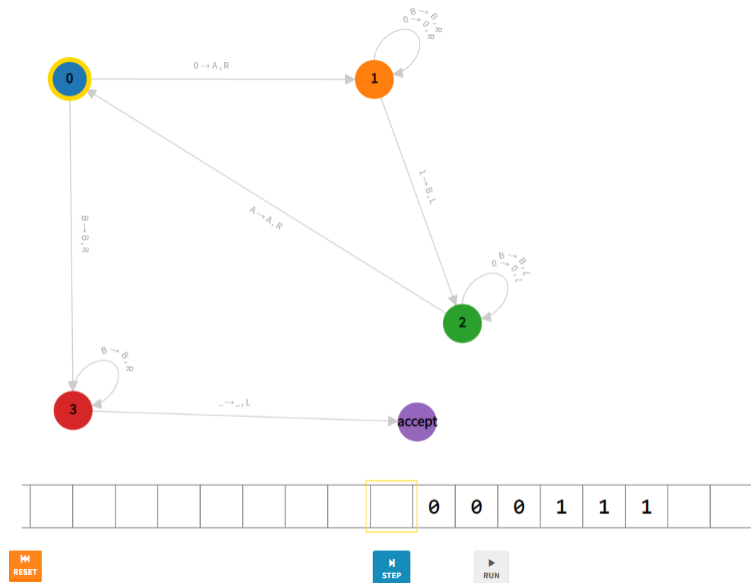 B→B,R
0→0,R
0
0→A,R
1
1→B,L
A→A,R
B→B,R
B→B,L
0→0,L
2
B→B,R
3
_→_,L
accept
0 0 0 1 1 1
RESET
STEP
RUN